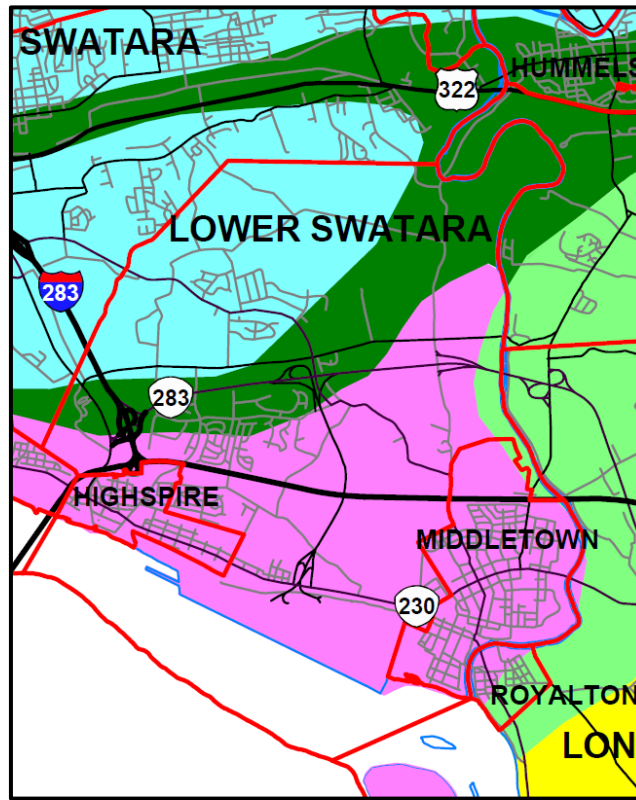 SWATARA
HUMMELS
322
LOWER SWATARA
283
283
HIGHSPIRE
MIDDLETOWN
230
ROYALTON
LON